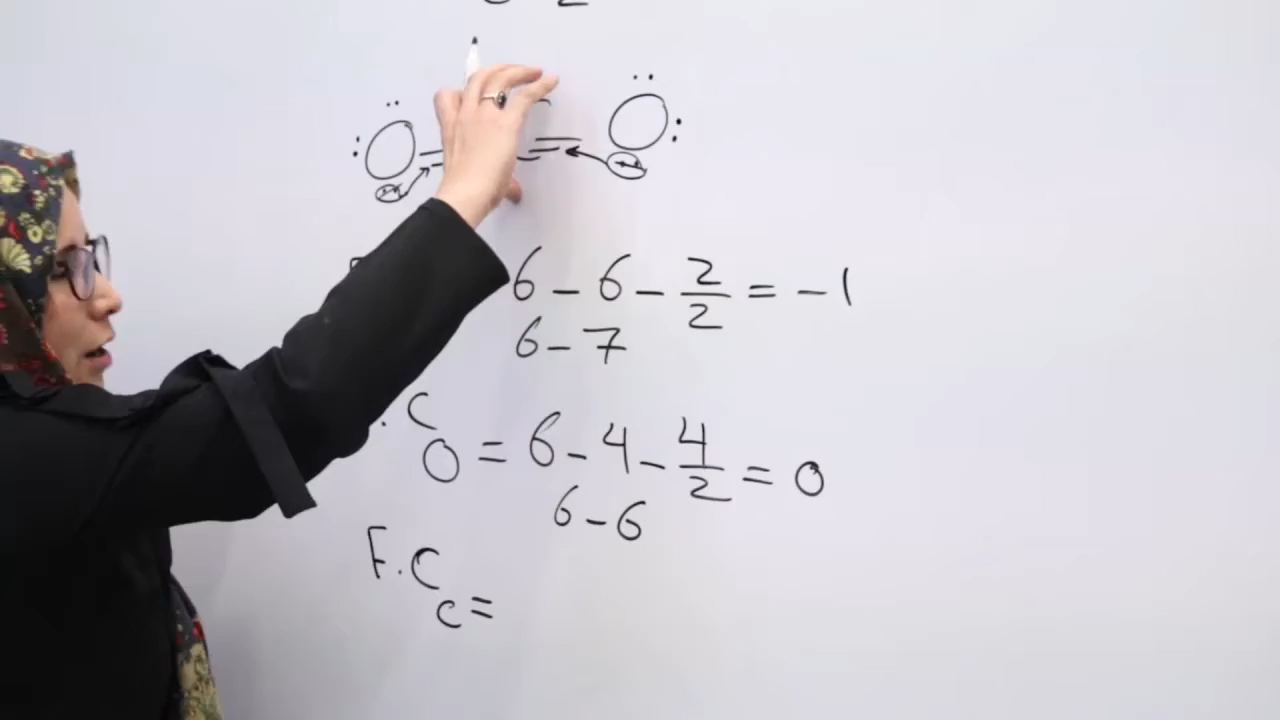 :Ö = = Ö:
6 - 6 - 2/2 = -1
6 - 7
. C O = 6 - 4 - 4/2 = 0
6 - 6
F.C C =